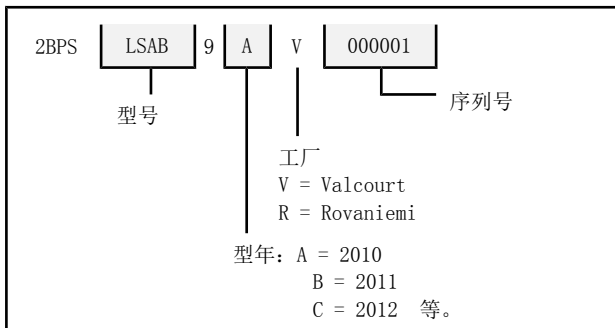 2BPS LSAB 9 A V 000001
型号
序列号
工厂
V = Valcourt
R = Rovaniemi
型年：A = 2010
B = 2011
C = 2012 等。